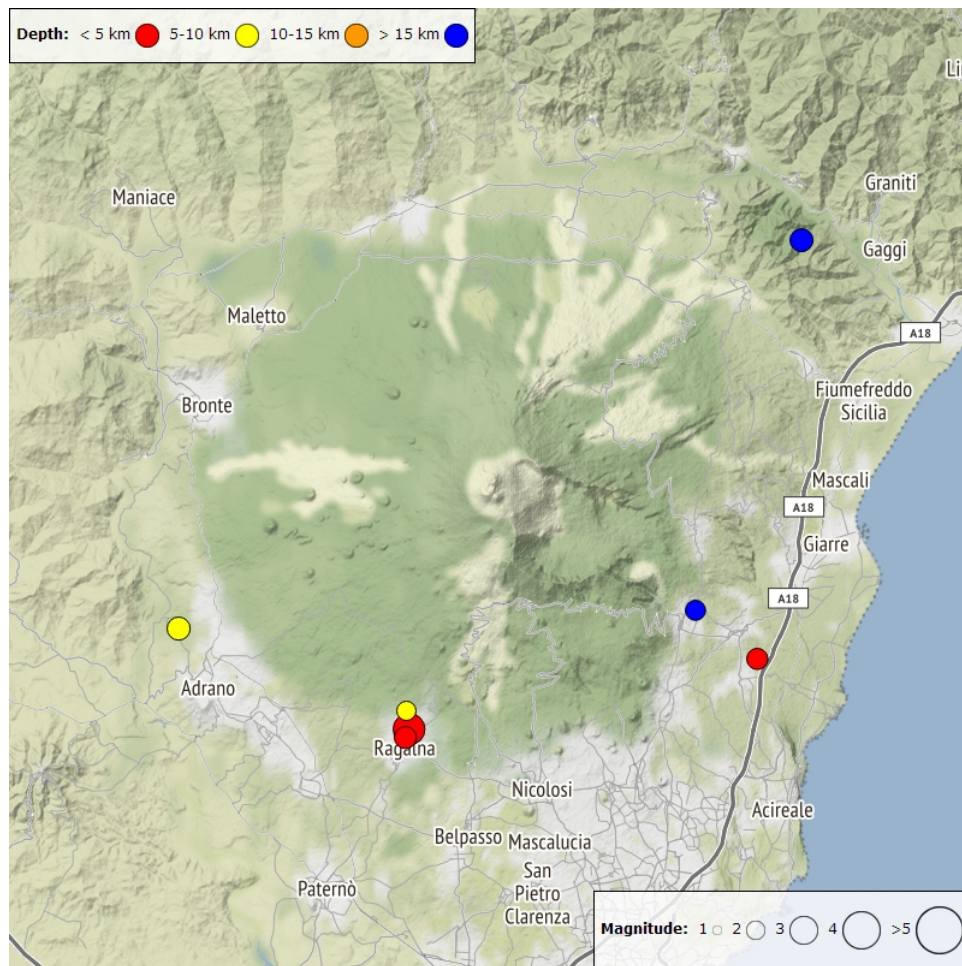 Depth: < 5 km 5-10 km 10-15 km > 15 km
Maniace
Graniti
Gaggi
Maletto
A18
Bronte
Fiumefreddo
Sicilia
Mascali
A18
Giarre
A18
Adrano
Ragalna
Nicolosi
Acireale
Belpasso
Mascalucia
Paternò
San
Pietro
Clarenza
Magnitude: 1 2 3 4 >5